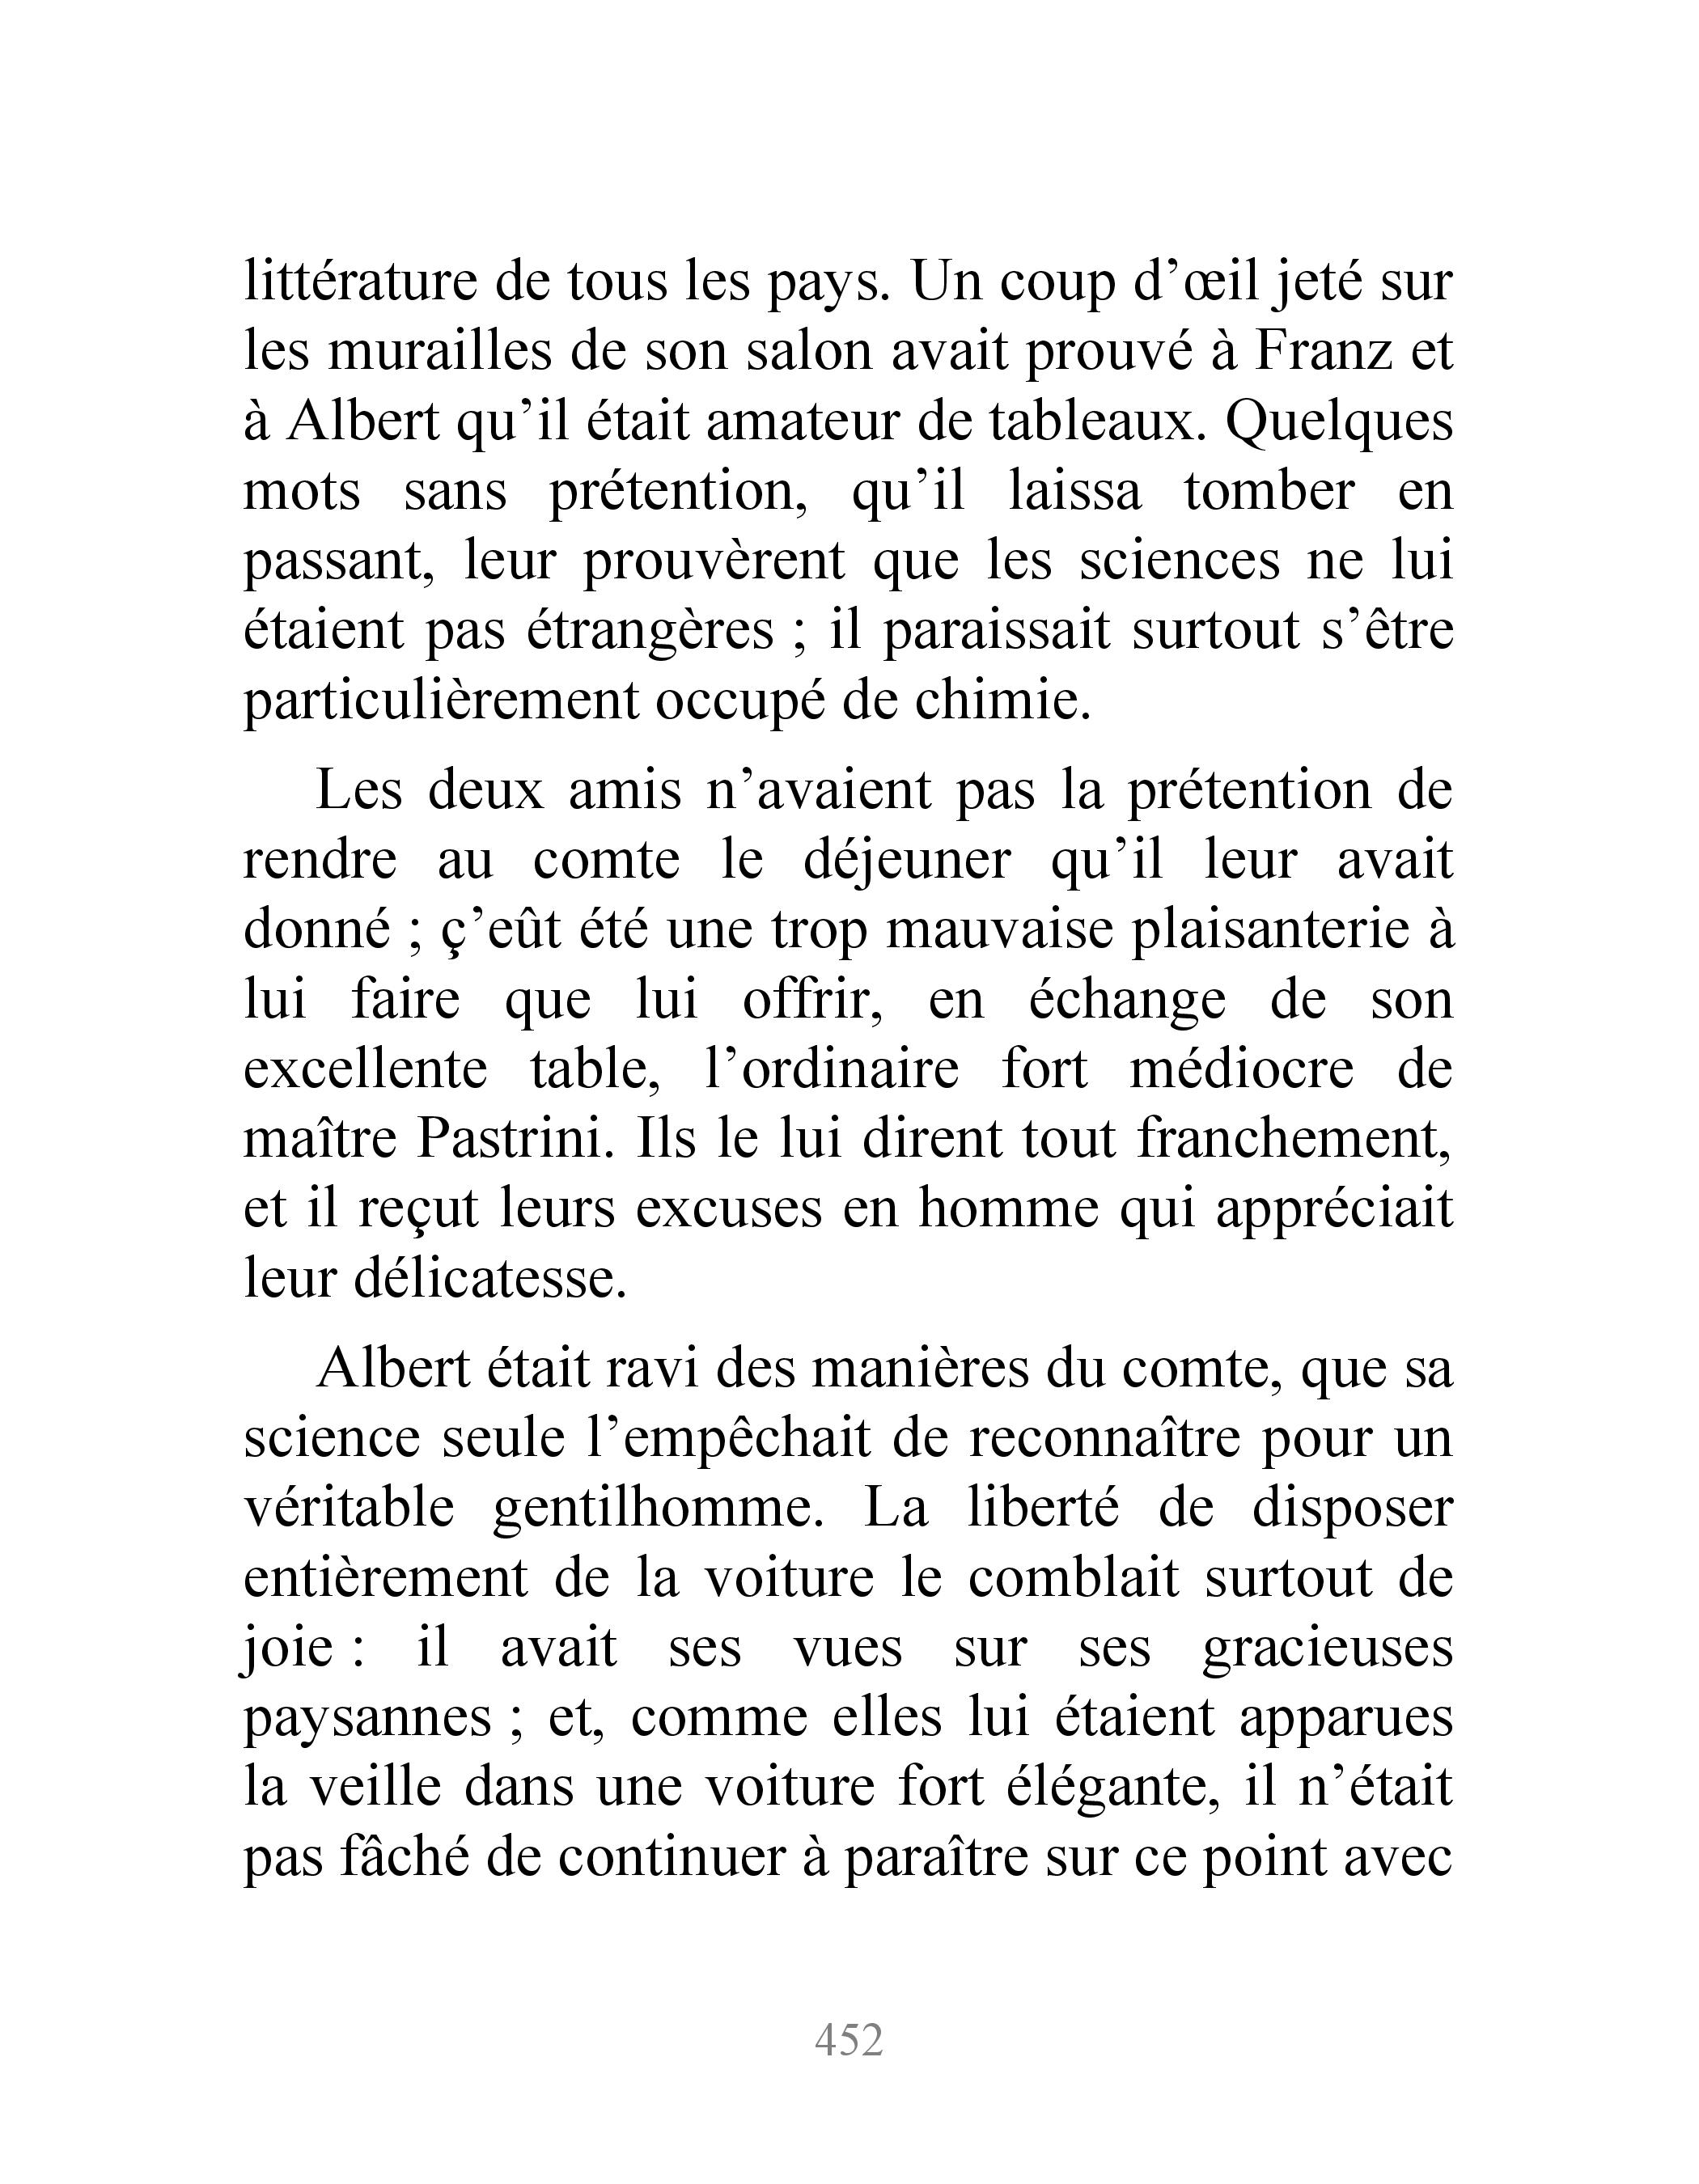 littérature de tous les pays. Un coup d’œil jeté sur
les murailles de son salon avait prouvé à Franz et
à Albert qu’il était amateur de tableaux. Quelques
mots sans prétention, qu’il laissa tomber en
passant, leur prouvèrent que les sciences ne lui
étaient pas étrangères ; il paraissait surtout s’être
particulièrement occupé de chimie.
Les deux amis n’avaient pas la prétention de
rendre au comte le déjeuner qu’il leur avait
donné ; ç’eût été une trop mauvaise plaisanterie à
lui faire que lui offrir, en échange de son
excellente table, l’ordinaire fort médiocre de
maître Pastrini. Ils le lui dirent tout franchement,
et il reçut leurs excuses en homme qui appréciait
leur délicatesse.
Albert était ravi des manières du comte, que sa
science seule l’empêchait de reconnaître pour un
véritable gentilhomme. La liberté de disposer
entièrement de la voiture le comblait surtout de
joie : il avait ses vues sur ses gracieuses
paysannes ; et, comme elles lui étaient apparues
la veille dans une voiture fort élégante, il n’était
pas fâché de continuer à paraître sur ce point avec
452